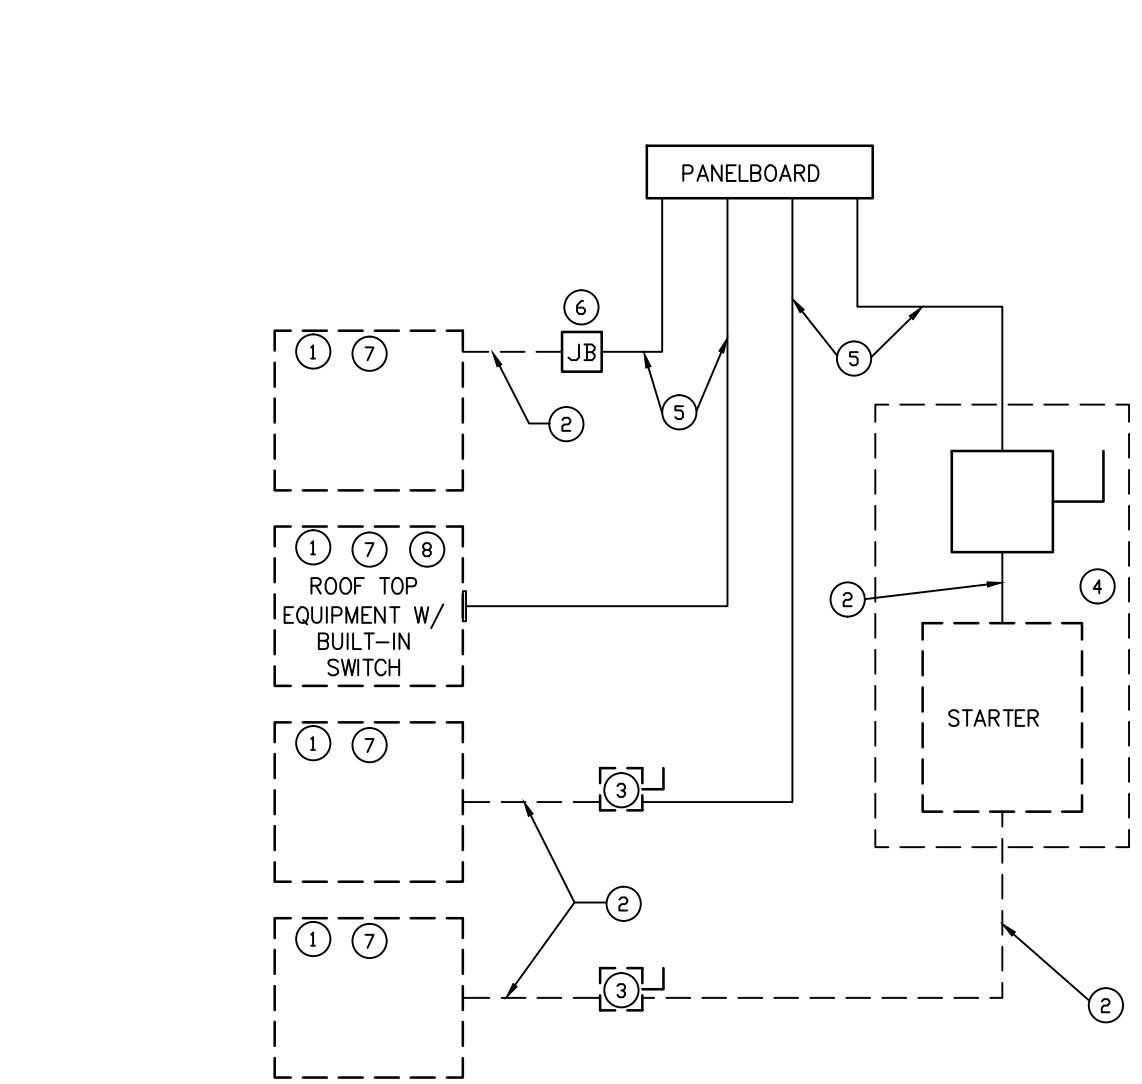 PANELBOARD
6
1 7
JB
5
2
5
1 7 8
ROOF TOP
EQUIPMENT W/
BUILT-IN
SWITCH
2
4
STARTER
1 7
3
2
1 7
3
2